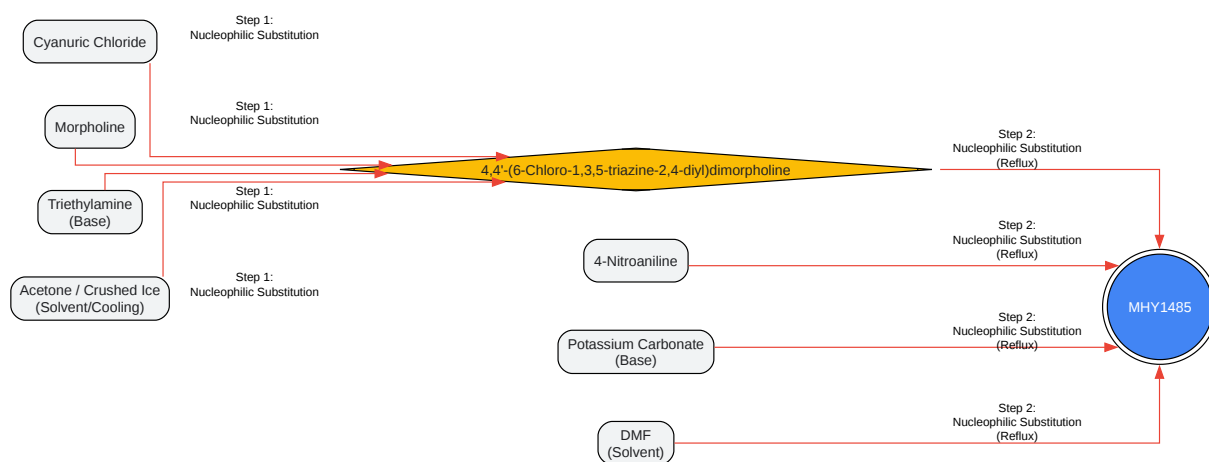 Step 1:
Nucleophilic Substitution
Cyanuric Chloride
Step 1:
Nucleophilic Substitution
Morpholine
Step 2:
Nucleophilic Substitution
(Reflux)
4,4'-(6-Chloro-1,3,5-triazine-2,4-diyl)dimorpholine
Step 1:
Nucleophilic Substitution
Triethylamine
(Base)
Step 2:
Nucleophilic Substitution
(Reflux)
4-Nitroaniline
Step 1:
Nucleophilic Substitution
Acetone / Crushed Ice
(Solvent/Cooling)
MHY1485
Step 2:
Nucleophilic Substitution
(Reflux)
Potassium Carbonate
(Base)
Step 2:
Nucleophilic Substitution
(Reflux)
DMF
(Solvent)